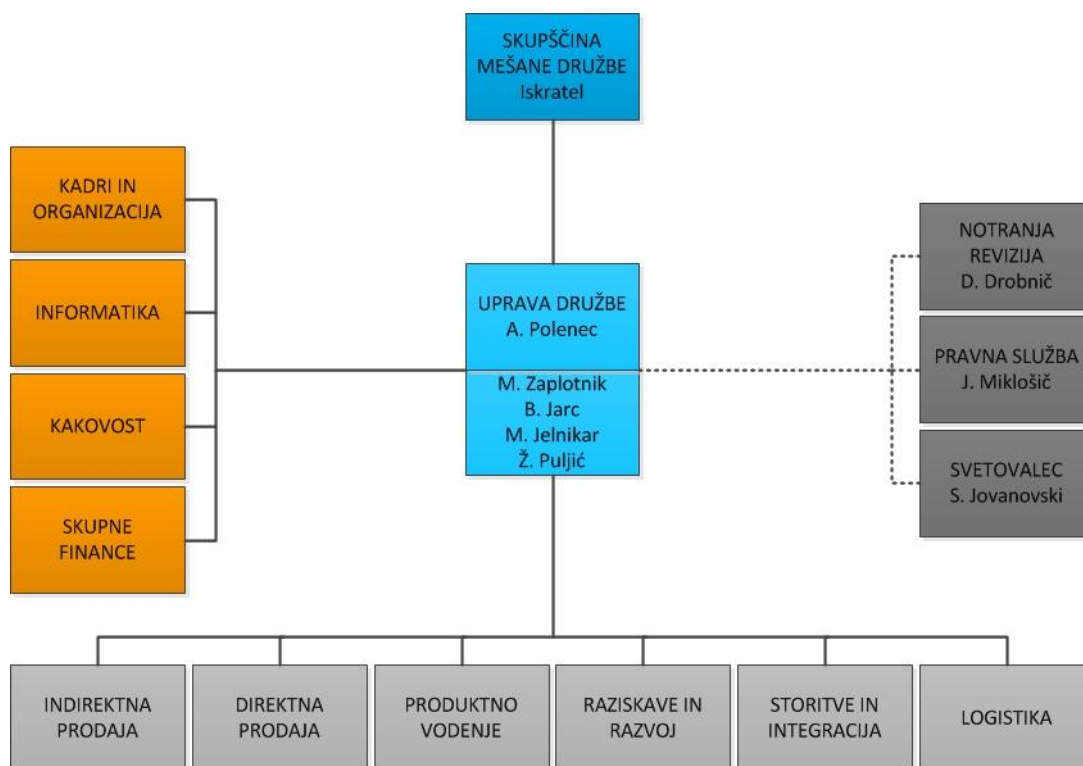 SKUPŠČINA
MEŠANE DRUŽBE
Iskratel
KADRI IN
ORGANIZACIJA
INFORMATIKA
KAKOVOST
SKUPNE
FINANCE
UPRAVA DRUŽBE
A. Polenec
M. Zaplotnik
B. Jarc
M. Jelnikar
Ž. Puljić
NOTRANJA
REVIZIJA
D. Drobnič
PRAVNA SLUŽBA
J. Miklošič
SVETOVALEC
S. Jovanovski
INDIREKTNA
PRODAJA
DIREKTNA
PRODAJA
PRODUKTNO
VODENJE
RAZISKAVE IN
RAZVOJ
STORITVE IN
INTEGRACIJA
LOGISTIKA